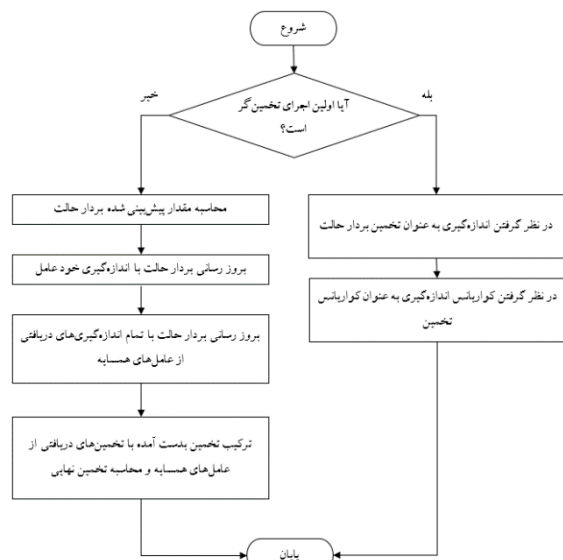 شروع
آیا اولین اجرای تخمین‌گر
است؟
بله
خیر
در نظر گرفتن اندازه‌گیری به عنوان تخمین بردار حالت
در نظر گرفتن کواریانس اندازه‌گیری به عنوان کواریانس
تخمین
محاسبه مقدار پیش‌بینی شده بردار حالت
بروز رسانی بردار حالت با اندازه‌گیری خود عامل
بروز رسانی بردار حالت با تمام اندازه‌گیری‌های دریافتی
از عامل‌های همسایه
ترکیب تخمین بدست آمده با تخمین‌های دریافتی از
عامل‌های همسایه و محاسبه تخمین نهایی
پایان